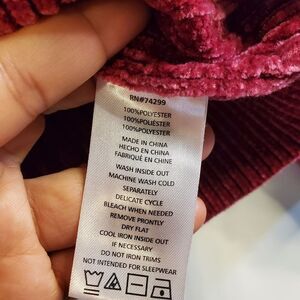 RN#74299
100%POLYESTER
100%POLIÉSTER
100%POLYESTER
MADE IN CHINA
HECHO EN CHINA
FABRIQUÉ EN CHINE
WASH INSIDE OUT
MACHINE WASH COLD
SEPARATELY
DELICATE CYCLE
BLEACH WHEN NEEDED
REMOVE PRONTLY
DRY FLAT
COOL IRON INSIDE OUT
IF NECESSARY
DO NOT IRON TRIMS
NOT INTENDED FOR SLEEPWEAR